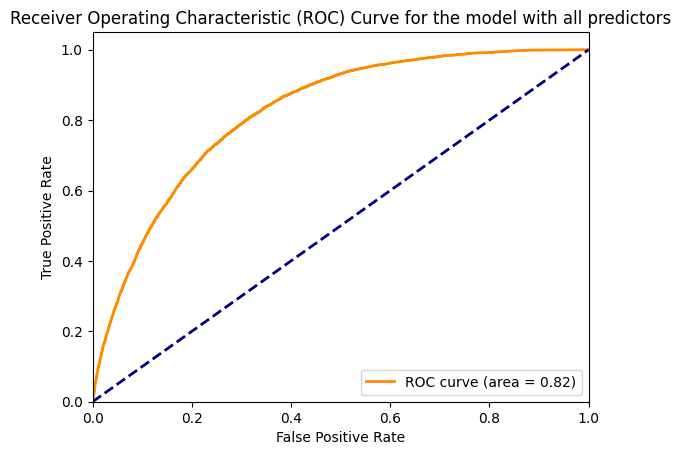 Receiver Operating Characteristic (ROC) Curve for the model with all predictors
True Positive Rate
1.0
0.8
0.6
0.4
0.2
0.0
ROC curve (area = 0.82)
0.0 0.2 0.4 0.6 0.8 1.0
False Positive Rate